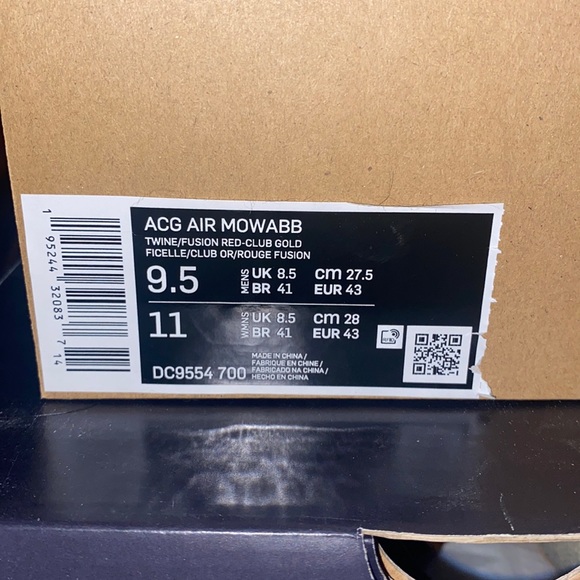 ACG AIR MOWABB
TWINE/FUSION RED-CLUB GOLD
FICELLE/CLUB OR/ROUGE FUSION
9.5 MENS UK 8.5 CM 27.5
BR 41 EUR 43
11 WMNS UK 8.5 CM 28
BR 41 EUR 43
DC9554 700
MADE IN CHINA /
FABRIQUE EN CHINE /
FABRICADO NA CHINA /
HECHO EN CHINA
1 95244 32083 7 14